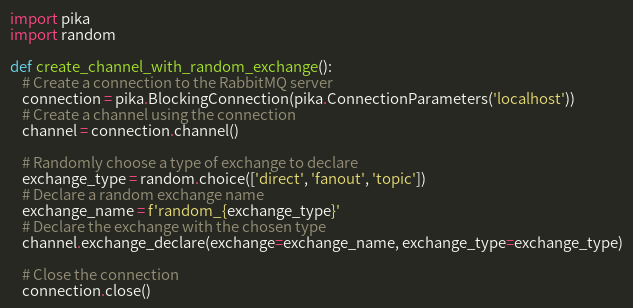 import pika
import random

def create_channel_with_random_exchange():
    # Create a connection to the RabbitMQ server
    connection = pika.BlockingConnection(pika.ConnectionParameters('localhost'))
    # Create a channel using the connection
    channel = connection.channel()

    # Randomly choose a type of exchange to declare
    exchange_type = random.choice(['direct', 'fanout', 'topic'])
    # Declare a random exchange name
    exchange_name = f'random_{exchange_type}'
    # Declare the exchange with the chosen type
    channel.exchange_declare(exchange=exchange_name, exchange_type=exchange_type)

    # Close the connection
    connection.close()